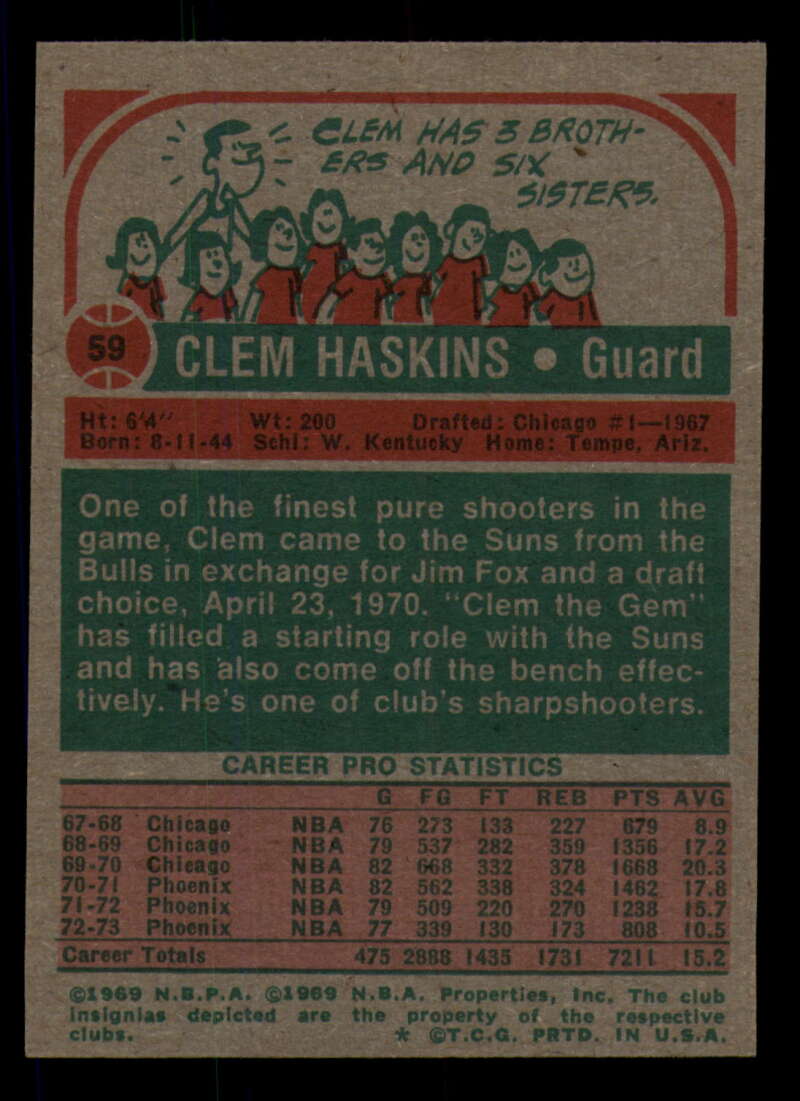 CLEM HAS 3 BROTH-
ERS AND SIX
SISTERS.
59 CLEM HASKINS • Guard
Ht: 6'4" Wt: 200 Drafted: Chicago #1—1967
Born: 8-11-44 Schl: W. Kentucky Home: Tempe, Ariz.
One of the finest pure shooters in the
game, Clem came to the Suns from the
Bulls in exchange for Jim Fox and a draft
choice, April 23, 1970. "Clem the Gem"
has filled a starting role with the Suns
and has also come off the bench effec-
tively. He's one of club's sharpshooters.
CAREER PRO STATISTICS
G FG FT REB PTS AVG
67-68 Chicago NBA 76 273 133 227 679 8.9
68-69 Chicago NBA 79 537 282 359 1356 17.2
69-70 Chicago NBA 82 668 332 378 1668 20.3
70-71 Phoenix NBA 82 562 338 324 1462 17.8
71-72 Phoenix NBA 79 509 220 270 1238 15.7
72-73 Phoenix NBA 77 339 130 173 808 10.5
Career Totals 475 2888 1435 1731 7211 15.2
©1969 N.B.P.A. ©1969 N.B.A. Properties, Inc. The club
insignias depicted are the property of the respective
clubs. * ©T.C.G. PRTD. IN U.S.A.